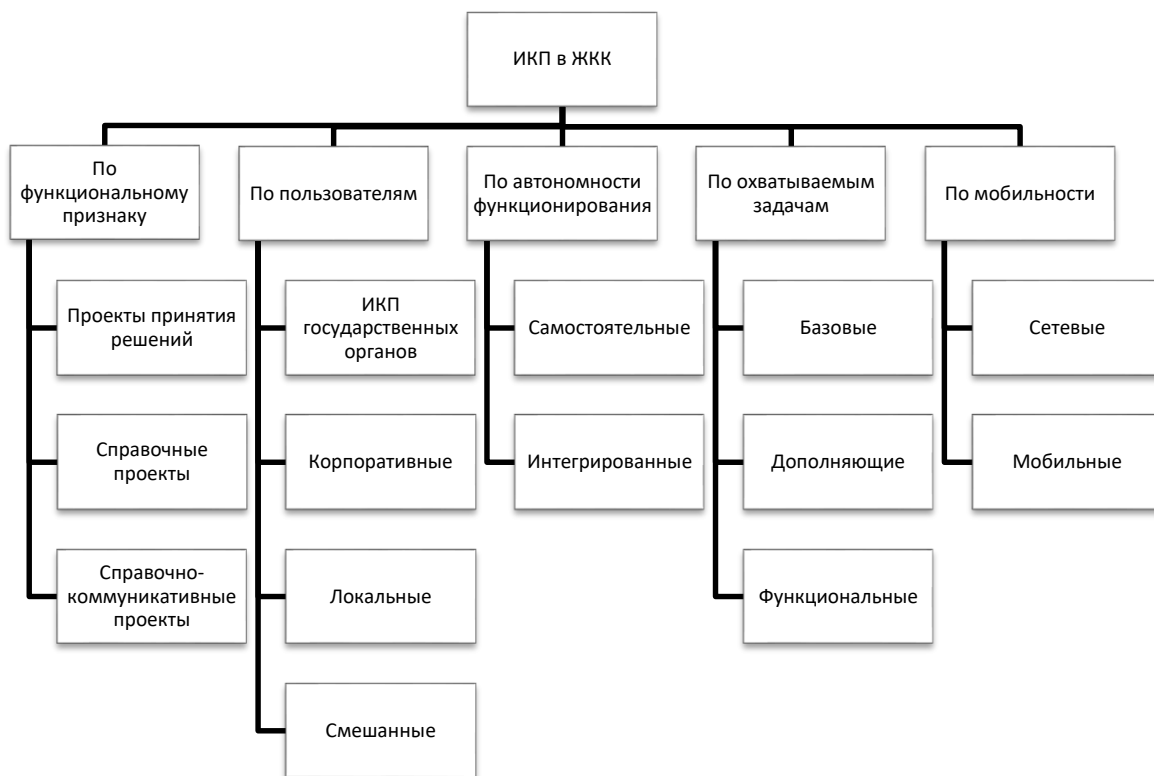 ИКП в ЖКК
По
функциональному
признаку
По пользователям
По автономности
функционирования
По охватываемым
задачам
По мобильности
Проекты принятия
решений
Справочные
проекты
Справочно-
коммуникативные
проекты
ИКП
государственных
органов
Корпоративные
Локальные
Смешанные
Самостоятельные
Интегрированные
Базовые
Дополняющие
Функциональные
Сетевые
Мобильные